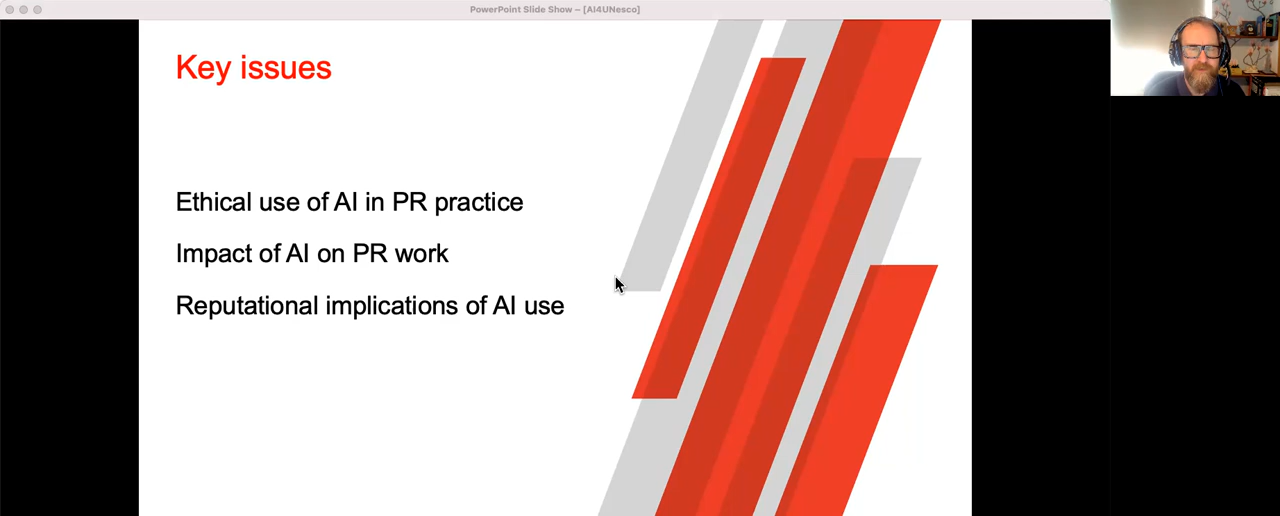 PowerPoint Slide Show ~ [AI4UNesco]
Key issues
Ethical use of AI in PR practice
Impact of AI on PR work
Reputational implications of AI use